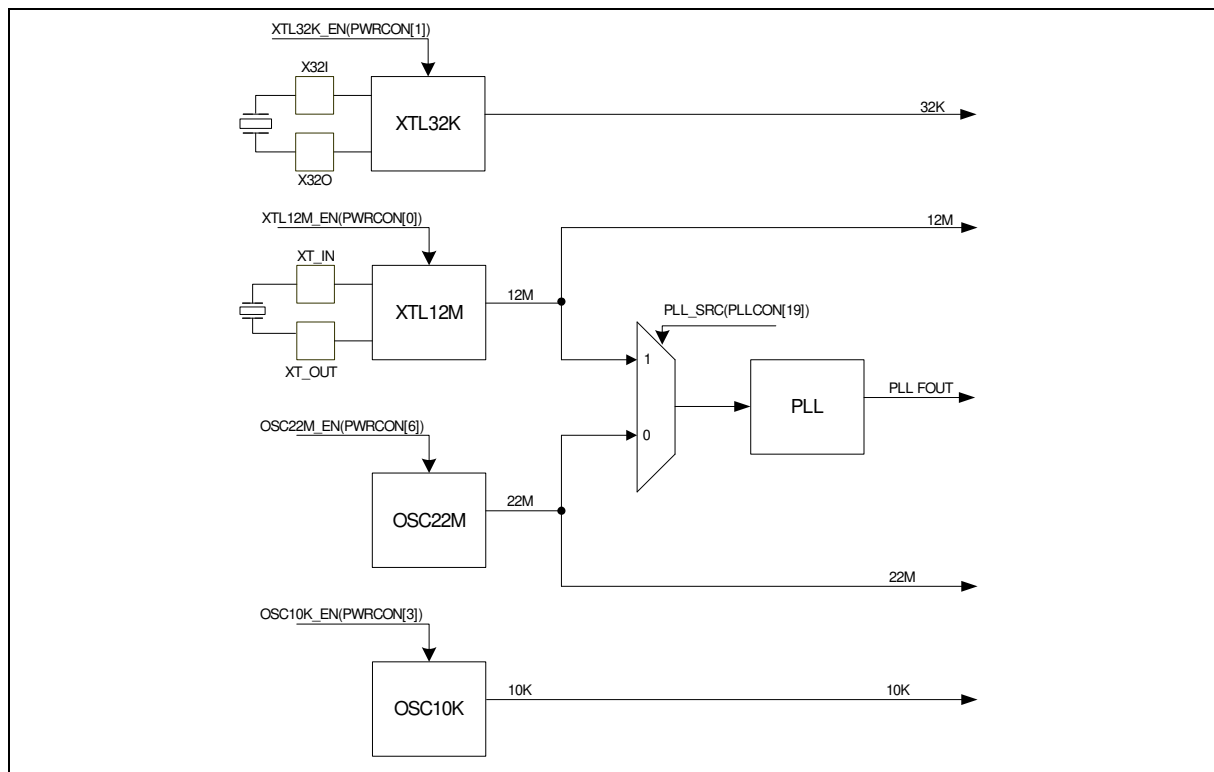 XTL32K_EN(PWRCON[1])
X32I
XTL32K
32K
X32O
XTL12M_EN(PWRCON[0])
12M
XT_IN
XTL12M
12M
XT_OUT
PLL_SRC(PLLCON[19])
1
PLL
PLL FOUT
0
OSC22M_EN(PWRCON[6])
OSC22M
22M
22M
OSC10K_EN(PWRCON[3])
OSC10K
10K
10K